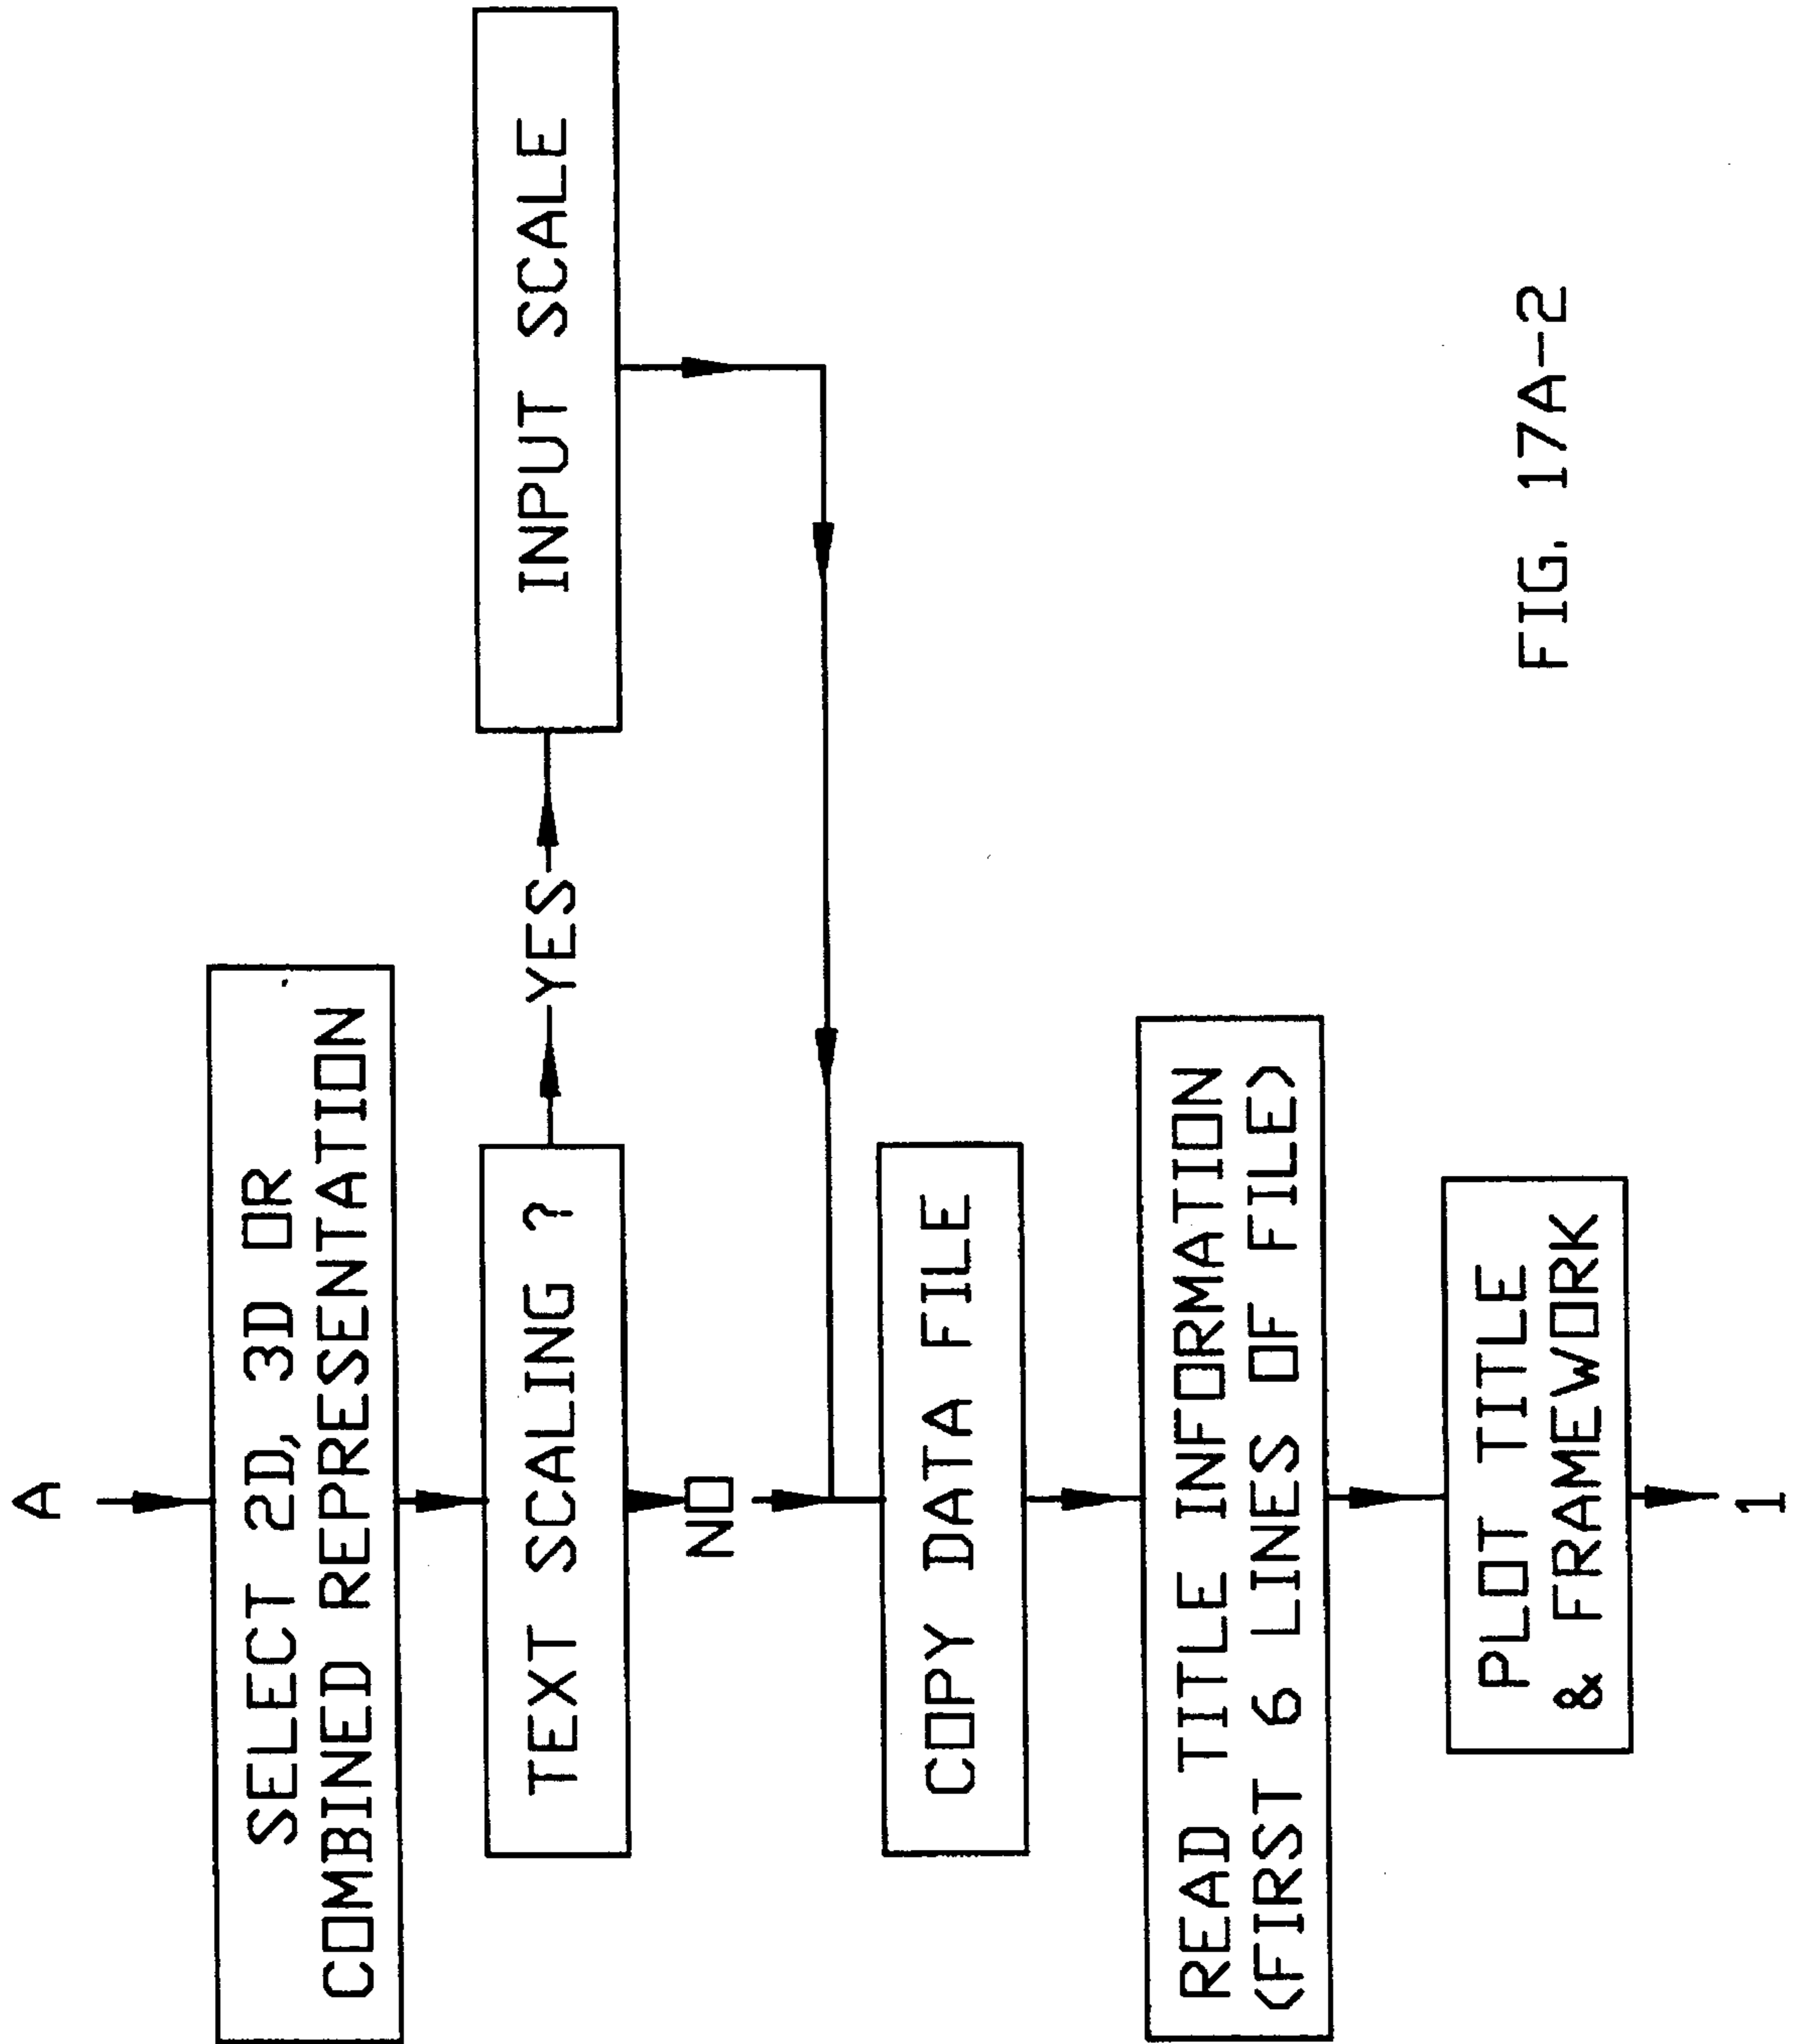 A
SELECT 2D, 3D OR
COMBINED REPRESENTATION
TEXT SCALING ?
YES
INPUT SCALE
NO
COPY DATA FILE
READ TITLE INFORMATION
(FIRST 6 LINES OF FILE)
PLOT TITLE
& FRAMEWORK
1
FIG. 17A-2